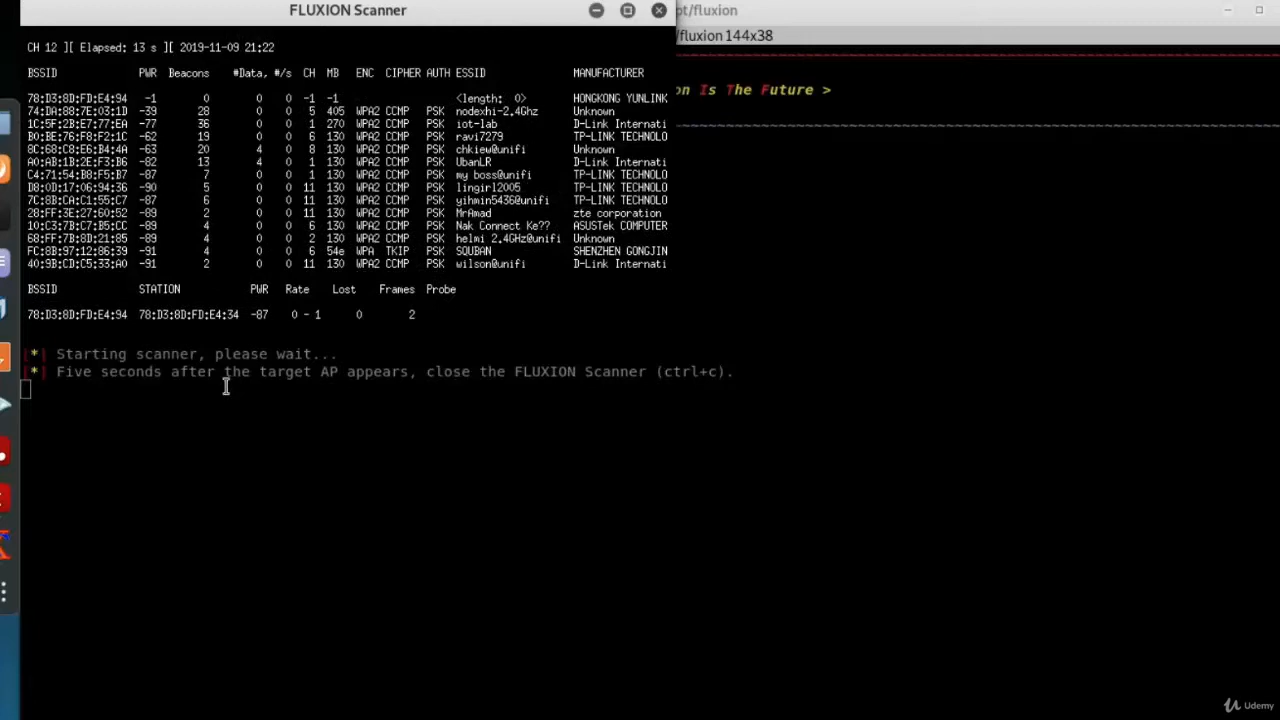 FLUXION Scanner
pt/fluxion
/fluxion 144x38
on Is The Future >
CH 12 ][ Elapsed: 13 s ][ 2019-11-09 21:22
BSSID PWR Beacons #Data, #/s CH MB ENC CIPHER AUTH ESSID MANUFACTURER
78:D3:8D:FD:E4:94 -1 0 0 0 -1 -1 <length: 0> HONGKONG YUNLINK
74:DA:88:7E:03:1D -39 28 0 0 5 405 WPA2 CCMP PSK nodexhi-2.4Ghz Unknown
1C:5F:2B:E7:77:EA -77 36 0 0 1 270 WPA2 CCMP PSK iot-lab D-Link Internati
B0:BE:76:F8:F2:1C -62 19 0 0 6 130 WPA2 CCMP PSK ravi7279 TP-LINK TECHNOLO
8C:68:C8:E6:B4:4A -63 20 4 0 8 130 WPA2 CCMP PSK chkiew@unifi Unknown
A0:AB:1B:2E:F3:B6 -82 13 4 0 1 130 WPA2 CCMP PSK UbanLR D-Link Internati
C4:71:54:B8:F5:B7 -87 7 0 0 1 130 WPA2 CCMP PSK my boss@unifi TP-LINK TECHNOLO
D8:0D:17:06:94:36 -90 5 0 0 11 130 WPA2 CCMP PSK lingirl2005 TP-LINK TECHNOLO
7C:8B:CA:C1:55:C7 -87 6 0 0 11 130 WPA2 CCMP PSK yihmin5436@unifi TP-LINK TECHNOLO
28:FF:3E:27:60:52 -89 2 0 0 11 130 WPA2 CCMP PSK MrAmad zte corporation
10:C3:7B:C7:B5:CC -89 4 0 0 6 130 WPA2 CCMP PSK Nak Connect Ke?? ASUSTek COMPUTER
68:FF:7B:8D:21:85 -89 4 0 0 2 130 WPA2 CCMP PSK helmi 2.4GHz@unifi Unknown
FC:8B:97:12:86:39 -91 4 0 0 6 54e WPA TKIP PSK SQUBAN SHENZHEN GONGJIN
40:9B:CD:C5:33:A0 -91 2 0 0 11 130 WPA2 CCMP PSK wilson@unifi D-Link Internati
BSSID STATION PWR Rate Lost Frames Probe
78:D3:8D:FD:E4:94 78:D3:8D:FD:E4:34 -87 0 - 1 0 2
[*] Starting scanner, please wait...
[*] Five seconds after the target AP appears, close the FLUXION Scanner (ctrl+c).
Udemy